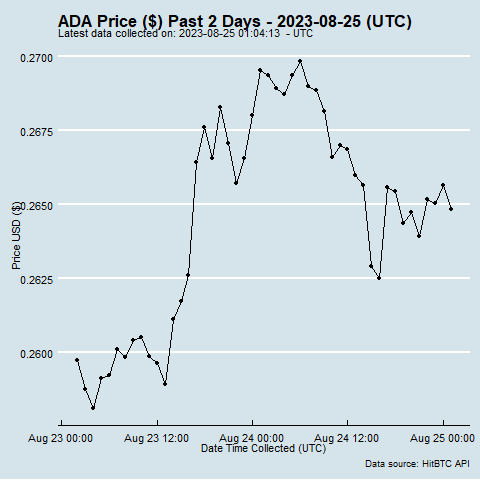 ADA Price ($) Past 2 Days - 2023-08-25 (UTC)
Latest data collected on: 2023-08-25 01:04:13 - UTC
0.2700
0.2675
0.2650
0.2625
0.2600
Price USD ($)
Aug 23 00:00
Aug 23 12:00
Aug 24 00:00
Aug 24 12:00
Aug 25 00:00
Date Time Collected (UTC)
Data source: HitBTC API